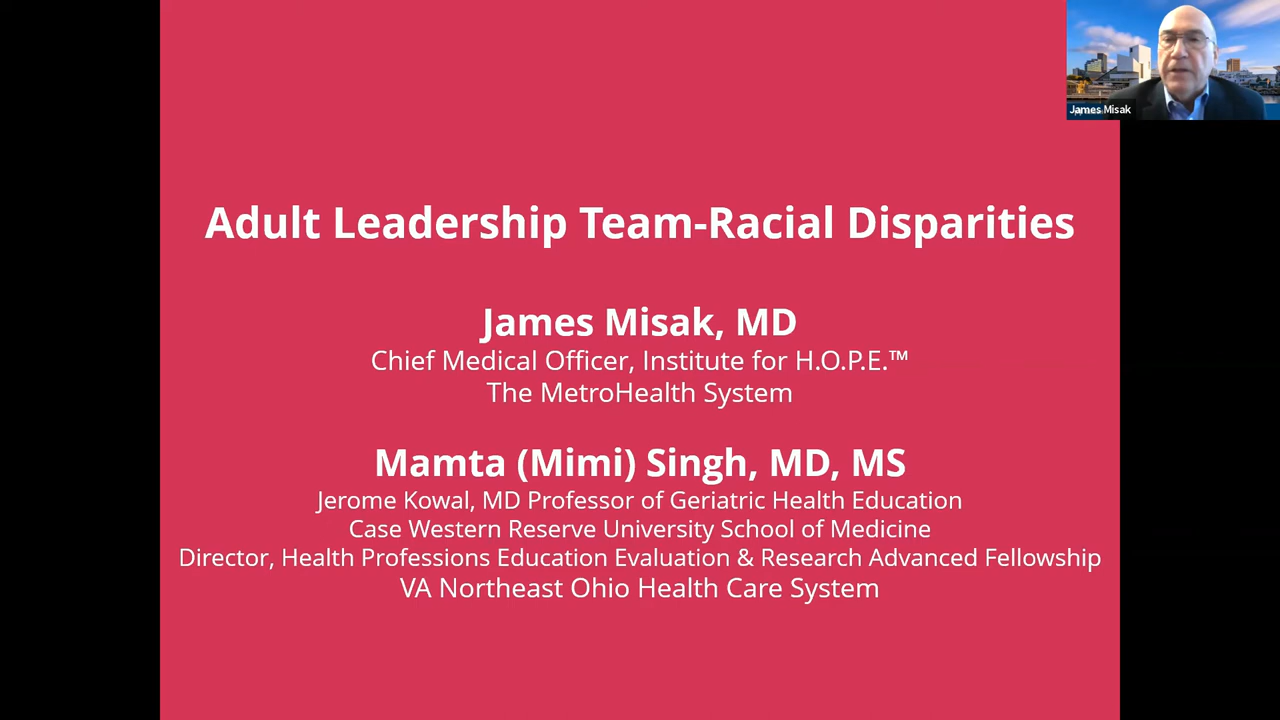 James Misak
Adult Leadership Team-Racial Disparities
James Misak, MD
Chief Medical Officer, Institute for H.O.P.E.™
The MetroHealth System
Mamta (Mimi) Singh, MD, MS
Jerome Kowal, MD Professor of Geriatric Health Education
Case Western Reserve University School of Medicine
Director, Health Professions Education Evaluation & Research Advanced Fellowship
VA Northeast Ohio Health Care System